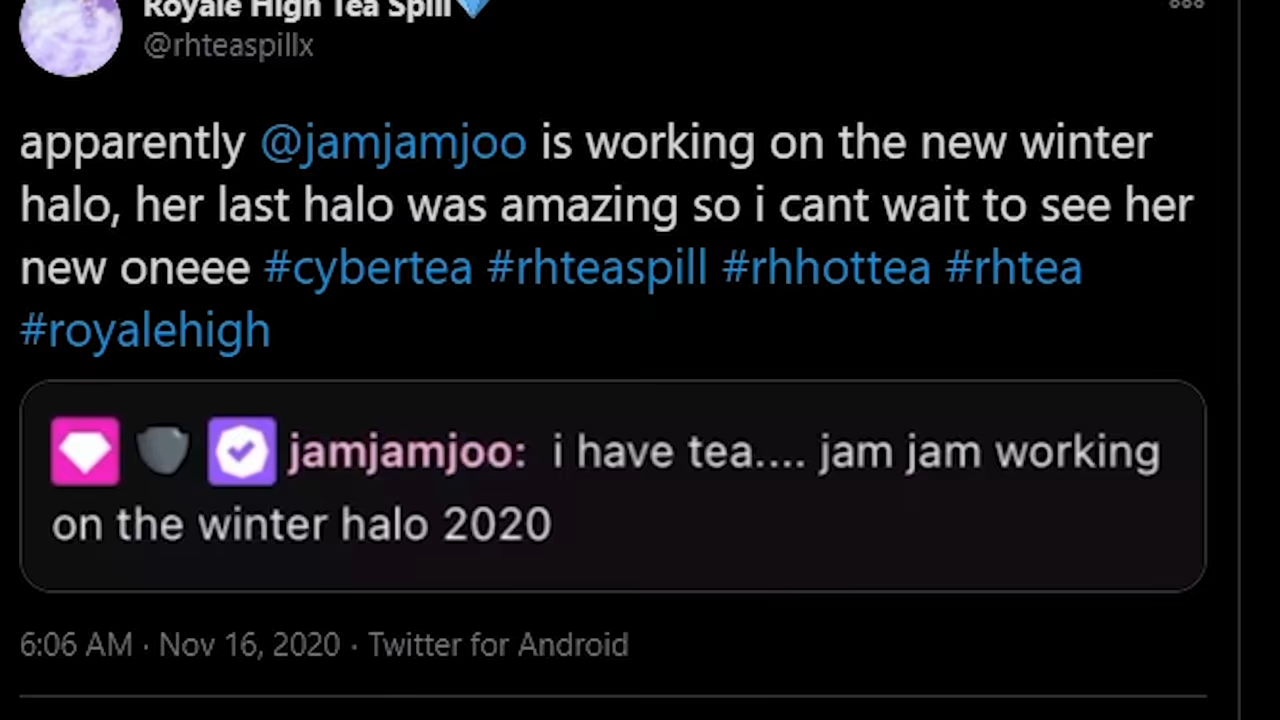 Royale High Tea Spill💎
@rhteaspillx
apparently @jamjamjoo is working on the new winter
halo, her last halo was amazing so i cant wait to see her
new oneee #cybertea #rhteaspill #rhhottea #rhtea
#royalehigh
jamjamjoo: i have tea.... jam jam working
on the winter halo 2020
6:06 AM · Nov 16, 2020 · Twitter for Android